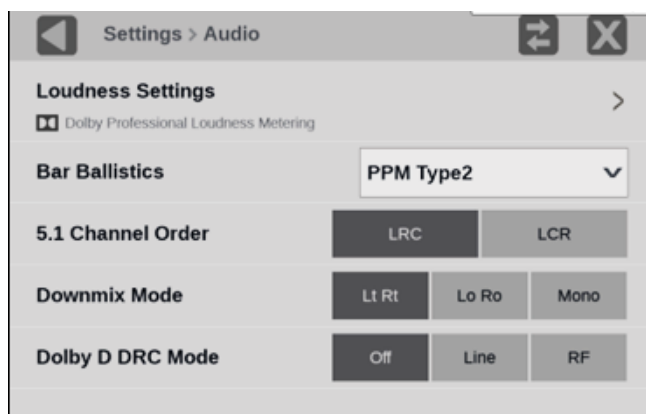 Settings > Audio
Loudness Settings
Dolby Professional Loudness Metering
Bar Ballistics PPM Type2
5.1 Channel Order LRC LCR
Downmix Mode Lt Rt Lo Ro Mono
Dolby D DRC Mode Off Line RF